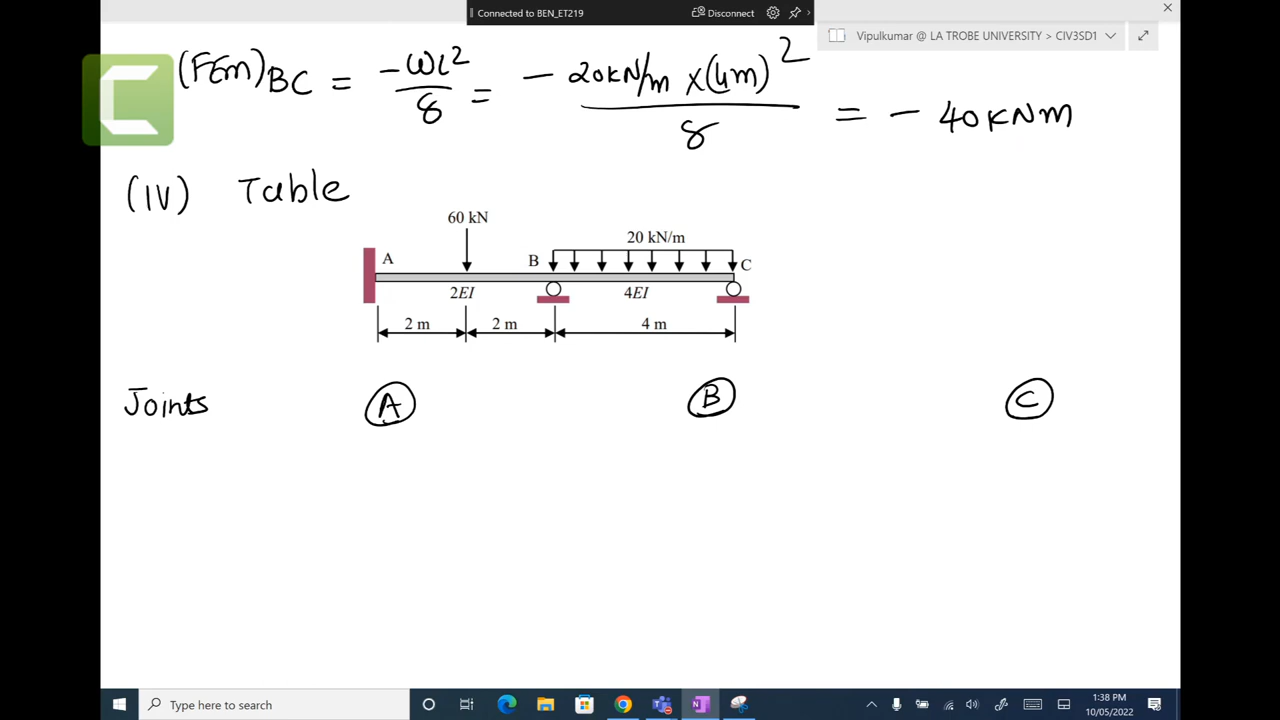 Connected to BEN_ET219 Disconnect
Vipulkumar @ LA TROBE UNIVERSITY > CIV3SD1
(FEM)BC = -WL²/8 = - 20kN/m ×(4m)²/8 = - 40kNm
(IV) Table
60 kN
20 kN/m
A B C
2EI 4EI
2 m 2 m 4 m
Joints A B C
Type here to search
1:38 PM
10/05/2022